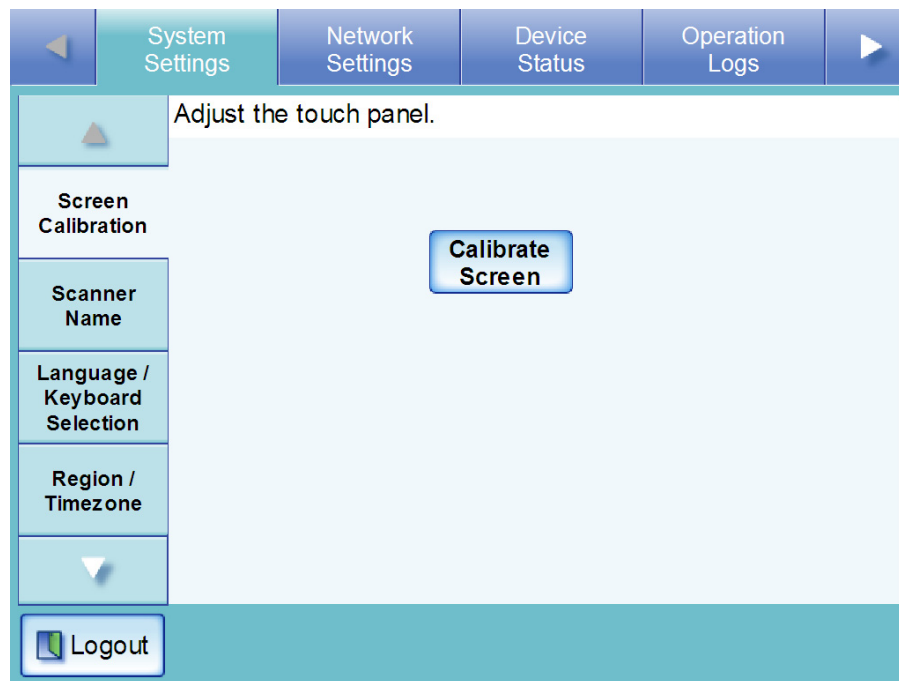 System
Settings
Network
Settings
Device
Status
Operation
Logs
Adjust the touch panel.
Screen
Calibration
Calibrate
Screen
Scanner
Name
Language /
Keyboard
Selection
Region /
Timezone
Logout